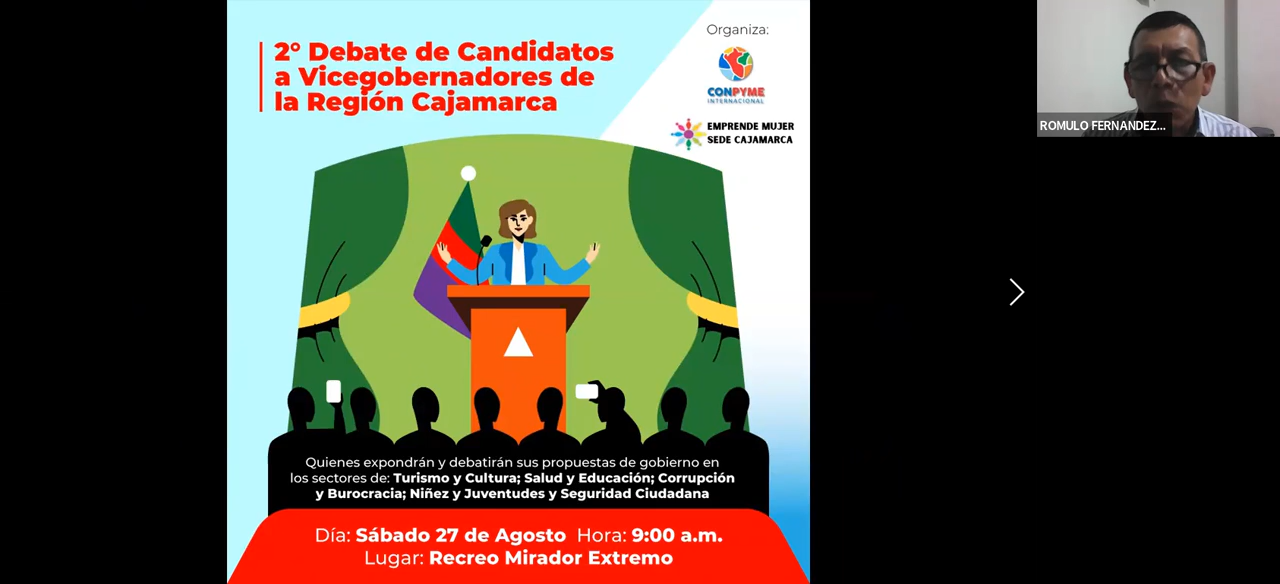 2° Debate de Candidatos
a Vicegobernadores de
la Región Cajamarca
Organiza:
CONPYME
INTERNACIONAL
EMPRENDE MUJER
SEDE CAJAMARCA
ROMULO FERNANDEZ...
Quienes expondrán y debatirán sus propuestas de gobierno en
los sectores de: Turismo y Cultura; Salud y Educación; Corrupción
y Burocracia; Niñez y Juventudes y Seguridad Ciudadana
Día: Sábado 27 de Agosto Hora: 9:00 a.m.
Lugar: Recreo Mirador Extremo